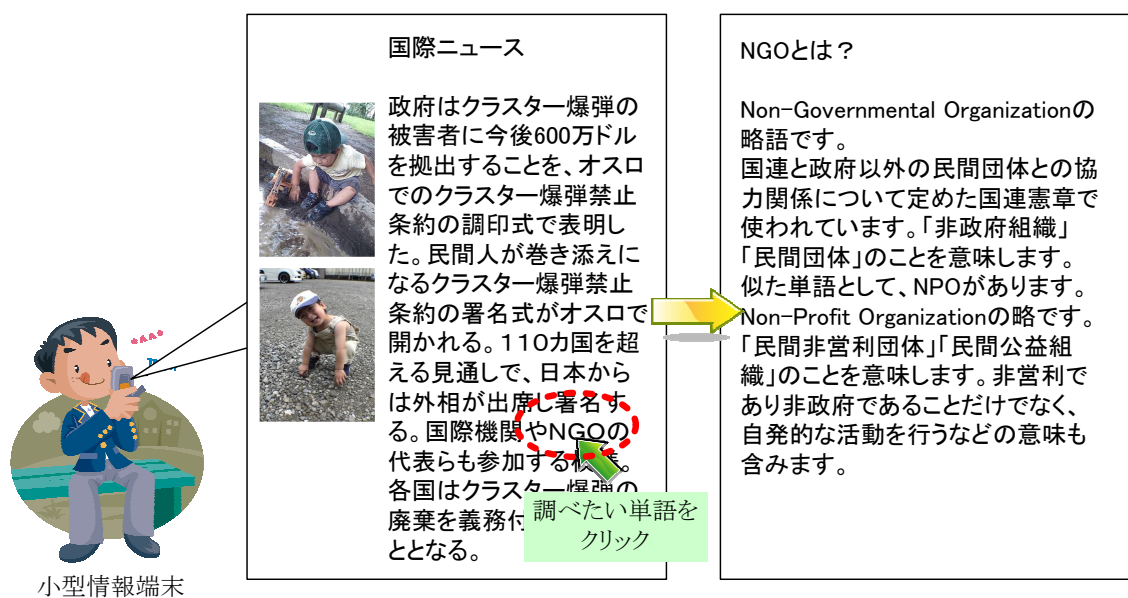 国際ニュース
政府はクラスター爆弾の
被害者に今後600万ドル
を拠出することを、オスロ
でのクラスター爆弾禁止
条約の調印式で表明し
た。民間人が巻き添えに
なるクラスター爆弾禁止
条約の署名式がオスロで
開かれる。110カ国を超
える見通しで、日本から
は外相が出席し署名す
る。国際機関やNGOの
代表らも参加する
各国はクラスター爆弾の
廃棄を義務付
ととなる。
調べたい単語を
クリック
NGOとは？
Non-Governmental Organizationの
略語です。
国連と政府以外の民間団体との協
力関係について定めた国連憲章で
使われています。「非政府組織」
「民間団体」のことを意味します。
似た単語として、NPOがあります。
Non-Profit Organizationの略です。
「民間非営利団体」「民間公益組
織」のことを意味します。非営利で
あり非政府であることだけでなく、
自発的な活動を行うなどの意味も
含みます。
小型情報端末